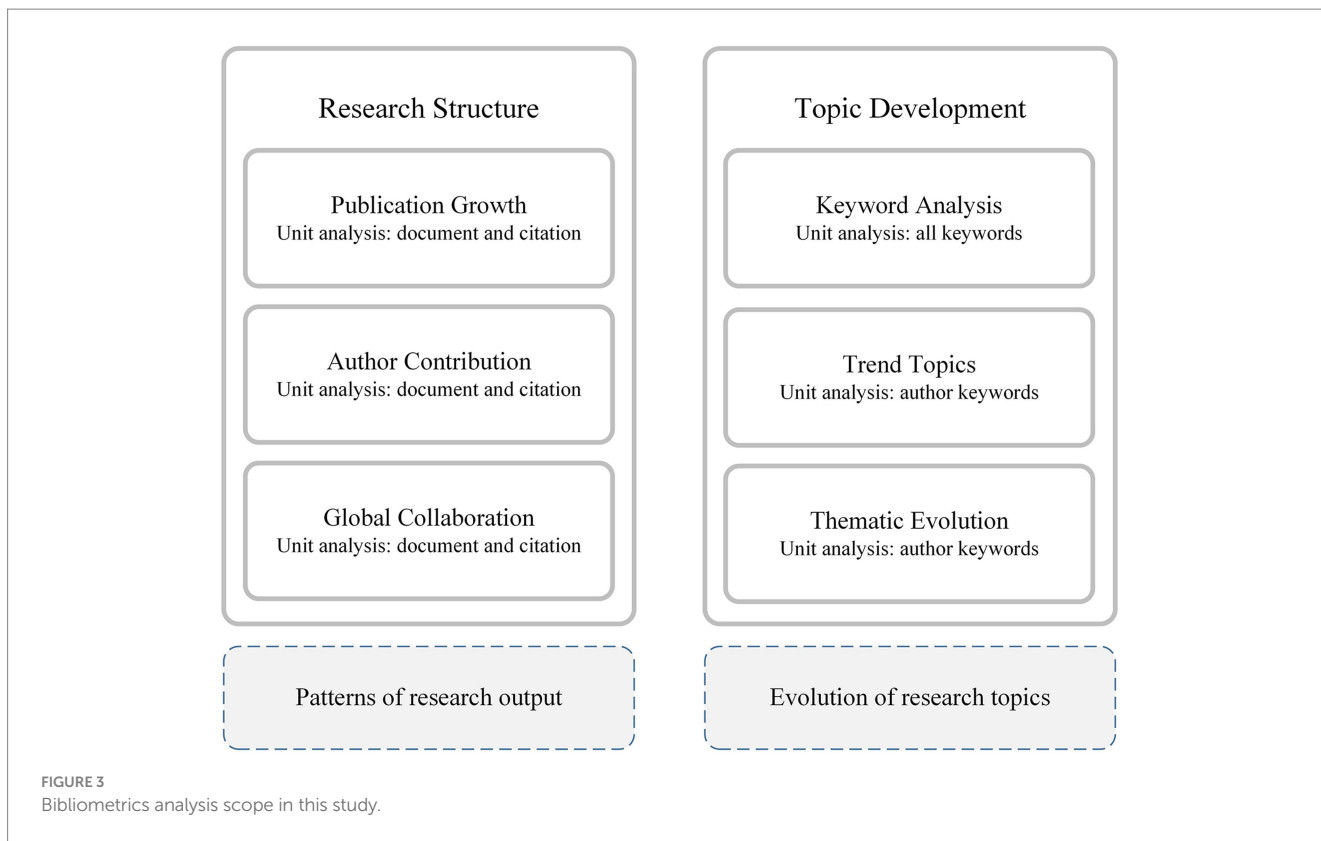 Research Structure
Publication Growth
Unit analysis: document and citation
Author Contribution
Unit analysis: document and citation
Global Collaboration
Unit analysis: document and citation
Patterns of research output
Topic Development
Keyword Analysis
Unit analysis: all keywords
Trend Topics
Unit analysis: author keywords
Thematic Evolution
Unit analysis: author keywords
Evolution of research topics
FIGURE 3
Bibliometrics analysis scope in this study.